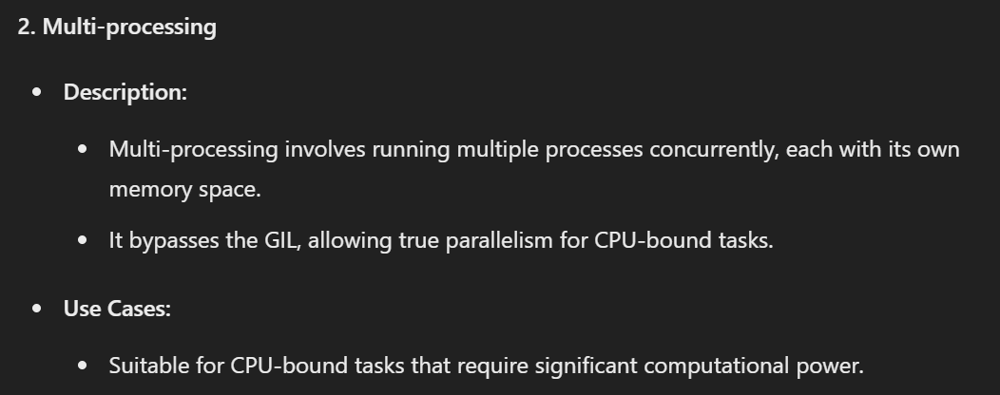 2. Multi-processing
• Description:
• Multi-processing involves running multiple processes concurrently, each with its own
memory space.
• It bypasses the GIL, allowing true parallelism for CPU-bound tasks.
• Use Cases:
• Suitable for CPU-bound tasks that require significant computational power.